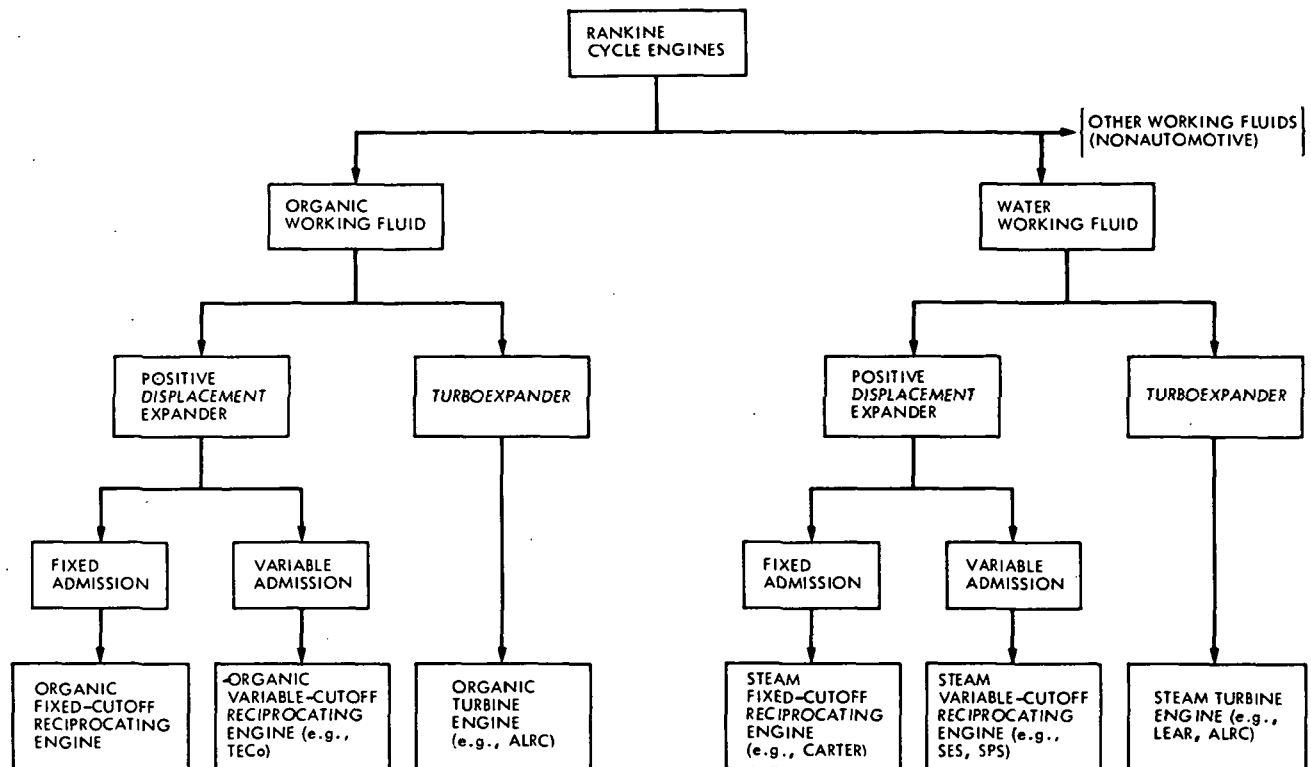 RANKINE
CYCLE ENGINES
OTHER WORKING FLUIDS
(NONAUTOMOTIVE)
ORGANIC
WORKING FLUID
WATER
WORKING FLUID
POSITIVE
DISPLACEMENT
EXPANDER
TURBOEXPANDER
POSITIVE
DISPLACEMENT
EXPANDER
TURBOEXPANDER
FIXED
ADMISSION
VARIABLE
ADMISSION
FIXED
ADMISSION
VARIABLE
ADMISSION
ORGANIC
FIXED-CUTOFF
RECIPROCATING
ENGINE
ORGANIC
VARIABLE-CUTOFF
RECIPROCATING
ENGINE (e.g.,
TECo)
ORGANIC
TURBINE
ENGINE
(e.g., ALRC)
STEAM
FIXED-CUTOFF
RECIPROCATING
ENGINE
(e.g., CARTER)
STEAM
VARIABLE-CUTOFF
RECIPROCATING
ENGINE (e.g.,
SES, SPS)
STEAM TURBINE
ENGINE (e.g.,
LEAR, ALRC)